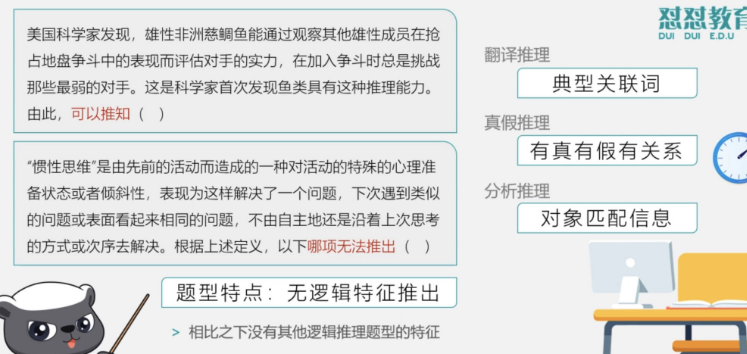 美国科学家发现，雄性非洲慈鲷鱼能通过观察其他雄性成员在抢
占地盘争斗中的表现而评估对手的实力，在加入争斗时总是挑战
那些最弱的对手。这是科学家首次发现鱼类具有这种推理能力。
由此，可以推知（ ）
“惯性思维”是由先前的活动而造成的一种对活动的特殊的心理准
备状态或者倾斜性，表现为这样解决了一个问题，下次遇到类似
的问题或表面看起来相同的问题，不由自主地还是沿着上次思考
的方式或次序去解决。根据上述定义，以下哪项无法推出（ ）
题型特点：无逻辑特征推出
> 相比之下没有其他逻辑推理题型的特征
怼怼教育
DUI DUI E.D.U
翻译推理
典型关联词
真假推理
有真有假有关系
分析推理
对象匹配信息